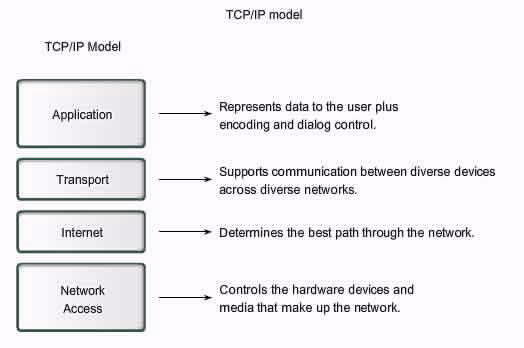 TCP/IP model
TCP/IP Model
Application
Represents data to the user plus
encoding and dialog control.
Transport
Supports communication between diverse devices
across diverse networks.
Internet
Determines the best path through the network.
Network
Access
Controls the hardware devices and
media that make up the network.